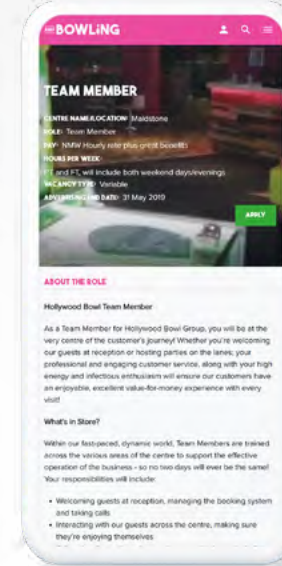 BOWLiNG
TEAM MEMBER
CENTRE NAME/LOCATION: Maidstone
ROLE: Team Member
PAY: NMW Hourly rate plus great benefits
HOURS PER WEEK:
PT and FT, will include both weekend days/evenings
VACANCY TYPE: Variable
ADVERTISING END DATE: 31 May 2019
APPLY
ABOUT THE ROLE
Hollywood Bowl Team Member
As a Team Member for Hollywood Bowl Group, you will be at the
very centre of the customer's journey! Whether you're welcoming
our guests at reception or hosting parties on the lanes; your
professional and engaging customer service, along with your high
energy and infectious enthusiasm will ensure our customers have
an enjoyable, excellent value-for-money experience with every
visit!
What's in Store?
Within our fast-paced, dynamic world, Team Members are trained
across the various areas of the centre to support the effective
operation of the business - so no two days will ever be the same!
Your responsibilities will include:
• Welcoming guests at reception, managing the booking system
and taking calls
• Interacting with our guests across the centre, making sure
they're enjoying themselves